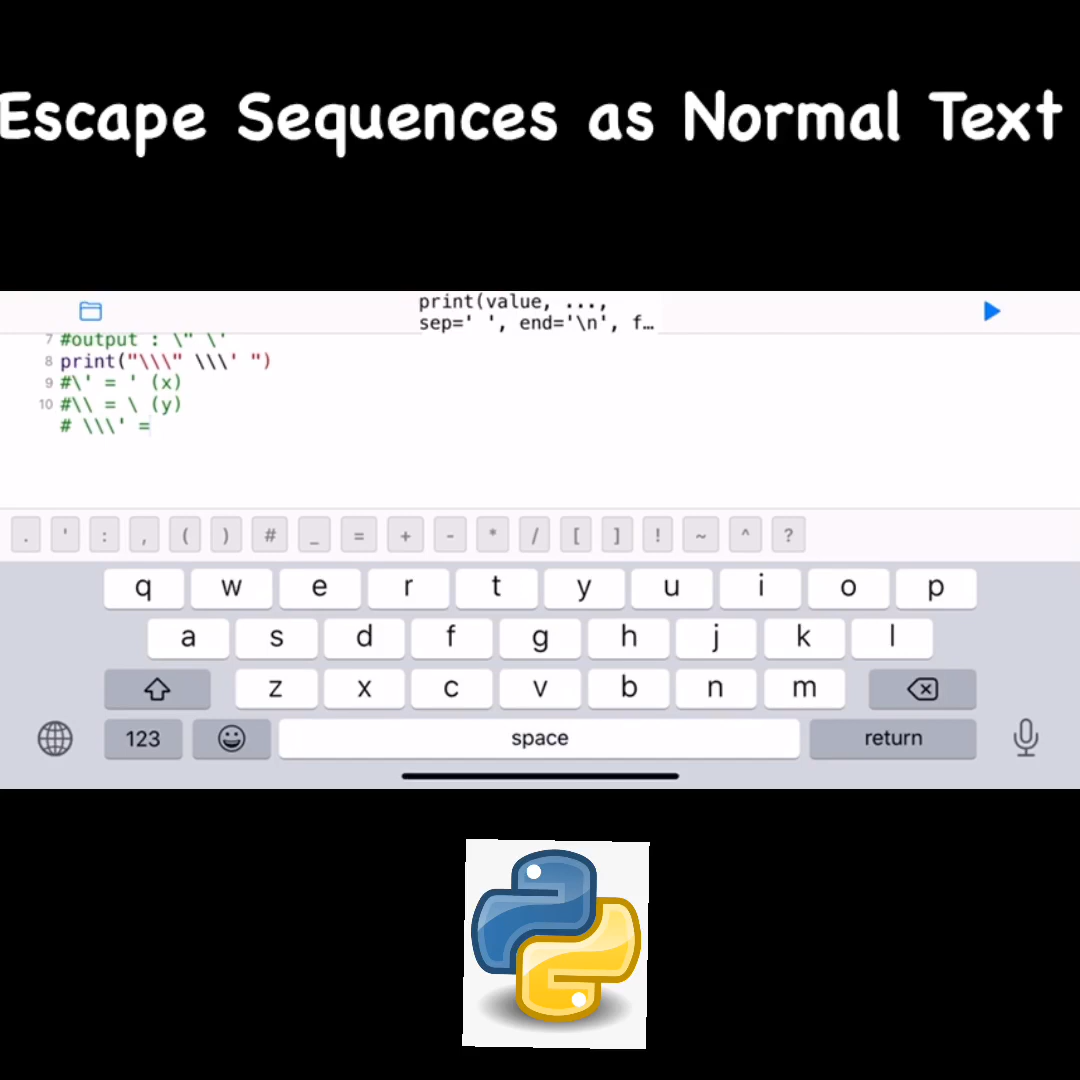 Escape Sequences as Normal Text
print(value, ...,
sep=' ', end='\n', f…
7 #output : \" \'
8 print("\\\" \\\' ")
9 #\' = ' (x)
10 #\\ = \ (y)
# \\\' =
. ' : , ( ) # _ = + - * / [ ] ! ~ ^ ?
q w e r t y u i o p
a s d f g h j k l
z x c v b n m
123 space return